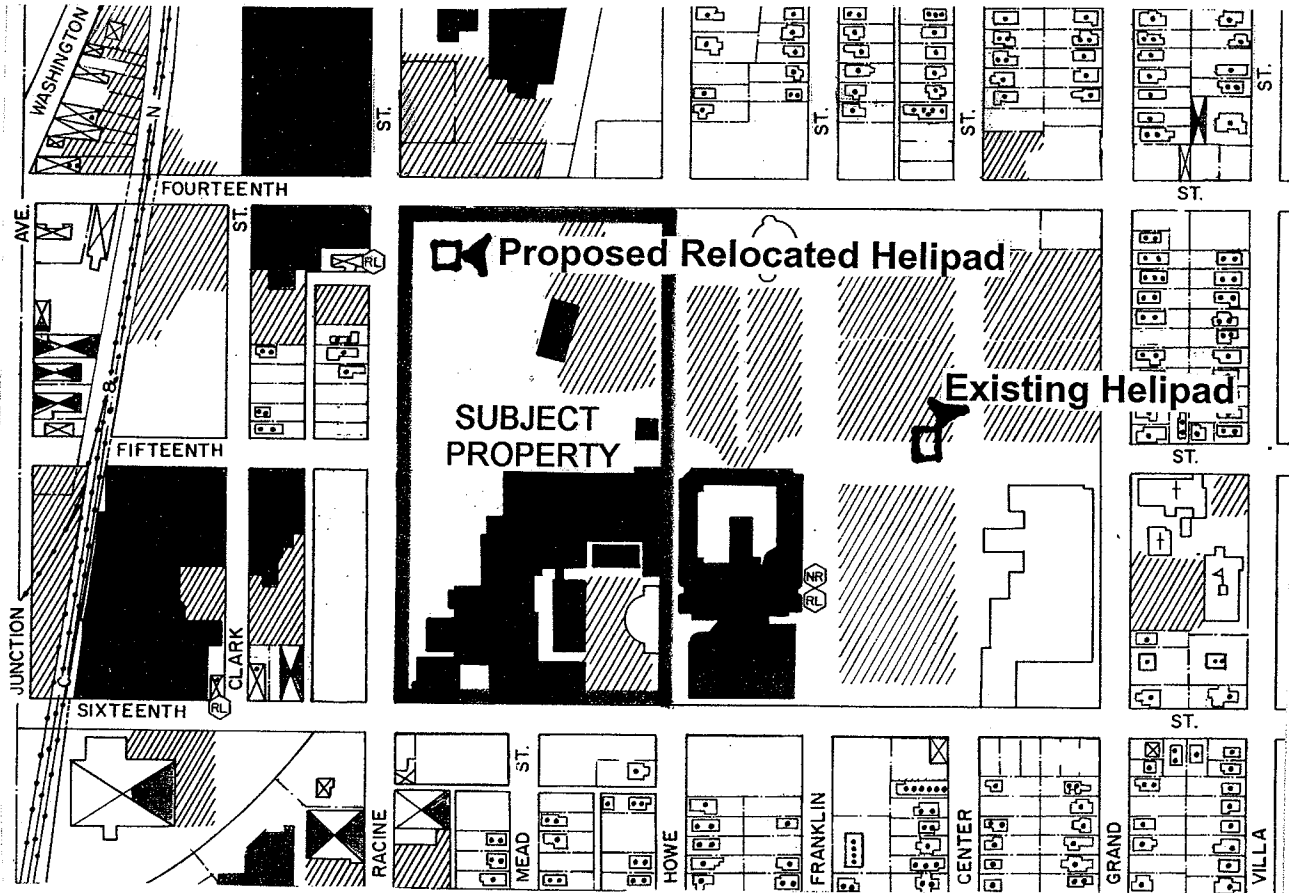 WASHINGTON
N
ST.
ST.
ST.
ST.
FOURTEENTH
ST.
AVE.
ST.
RL
Proposed Relocated Helipad
Existing Helipad
SUBJECT
PROPERTY
&
FIFTEENTH
ST.
NR
RL
JUNCTION
C
CLARK
RL
SIXTEENTH
ST.
ST.
RACINE
MEAD
HOWE
FRANKLIN
CENTER
GRAND
VILLA